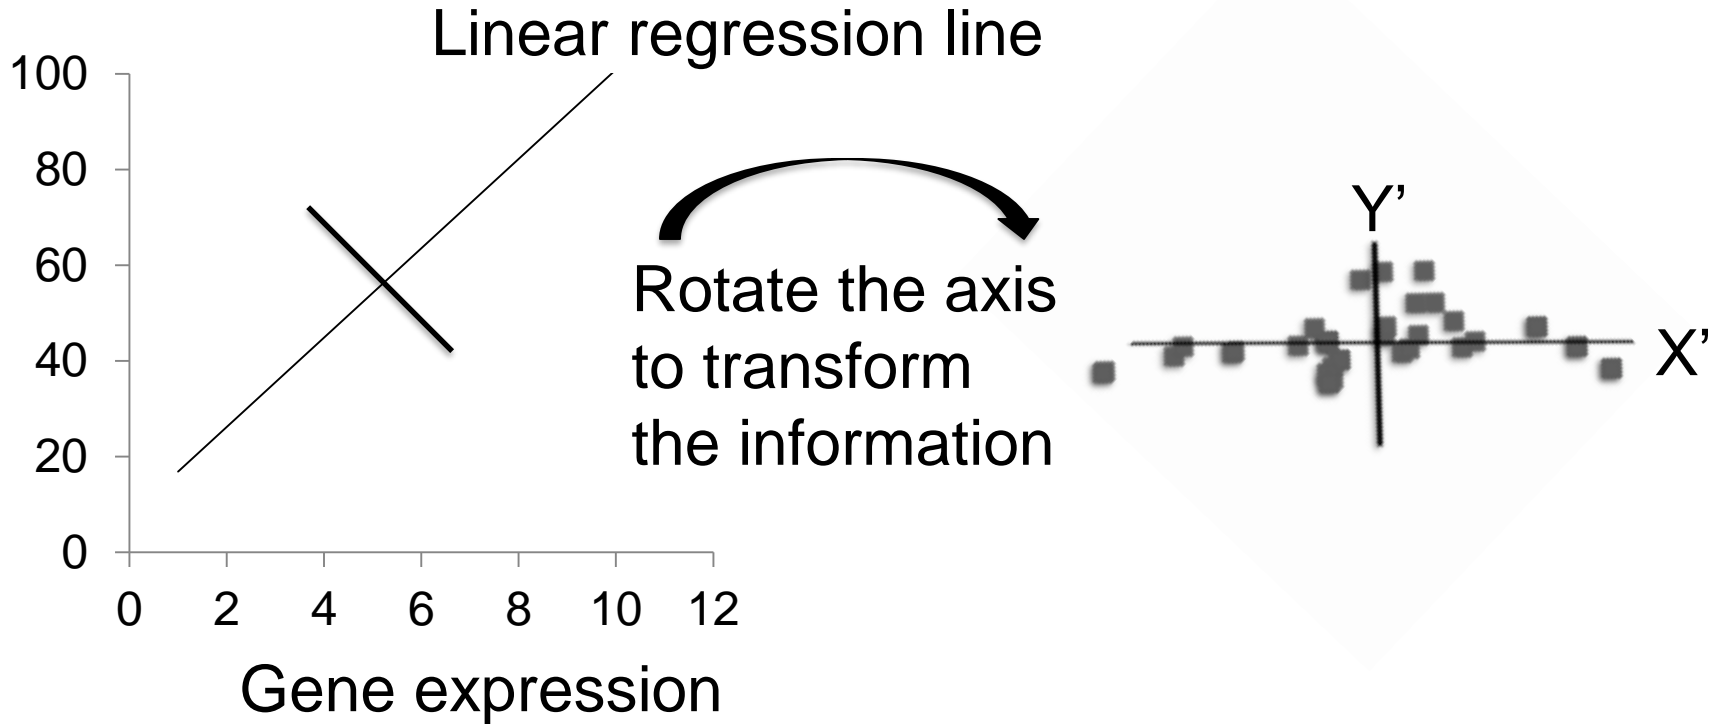 Linear regression line
100
80
60
40
20
0
0 2 4 6 8 10 12
Gene expression
Rotate the axis
to transform
the information
Y’
X’